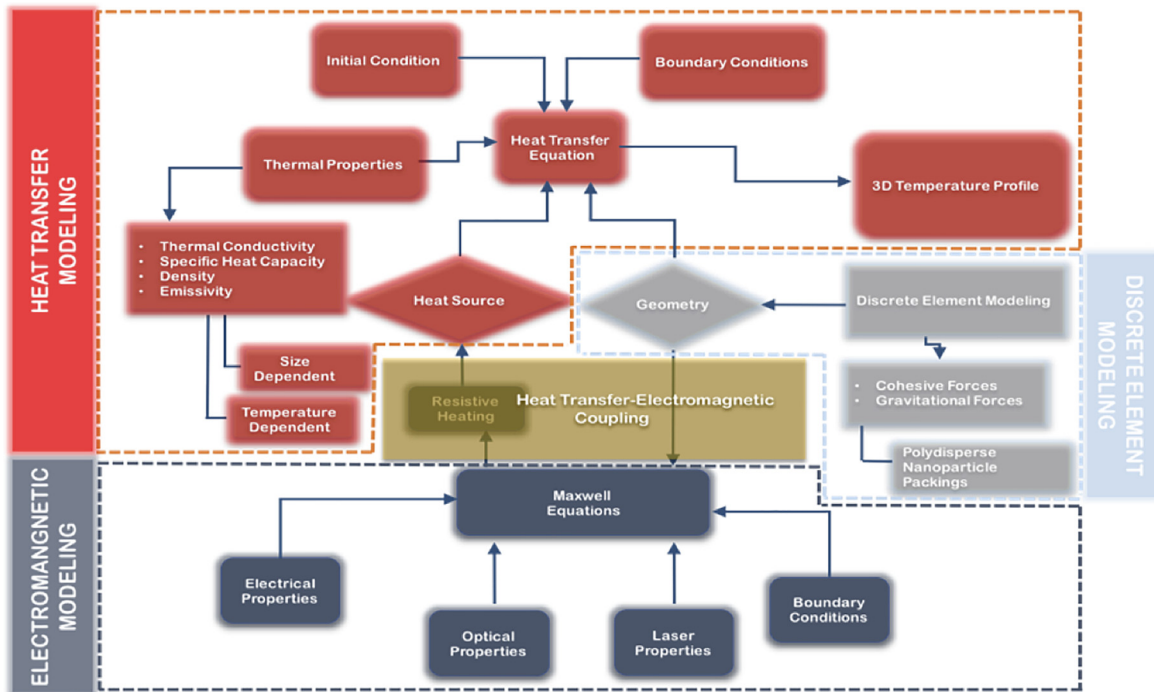 HEAT TRANSFER
MODELING
Initial Condition
Boundary Conditions
Heat Transfer
Equation
Thermal Properties
3D Temperature Profile
• Thermal Conductivity
• Specific Heat Capacity
• Density
• Emissivity
Heat Source
Geometry
Discrete Element Modeling
DISCRETE ELEMENT
MODELING
Size
Dependent
Temperature
Dependent
Resistive
Heating
Heat Transfer-Electromagnetic
Coupling
• Cohesive Forces
• Gravitational Forces
Polydisperse
Nanoparticle
Packings
ELECTROMANGNETIC
MODELING
Maxwell
Equations
Electrical
Properties
Optical
Properties
Laser
Properties
Boundary
Conditions